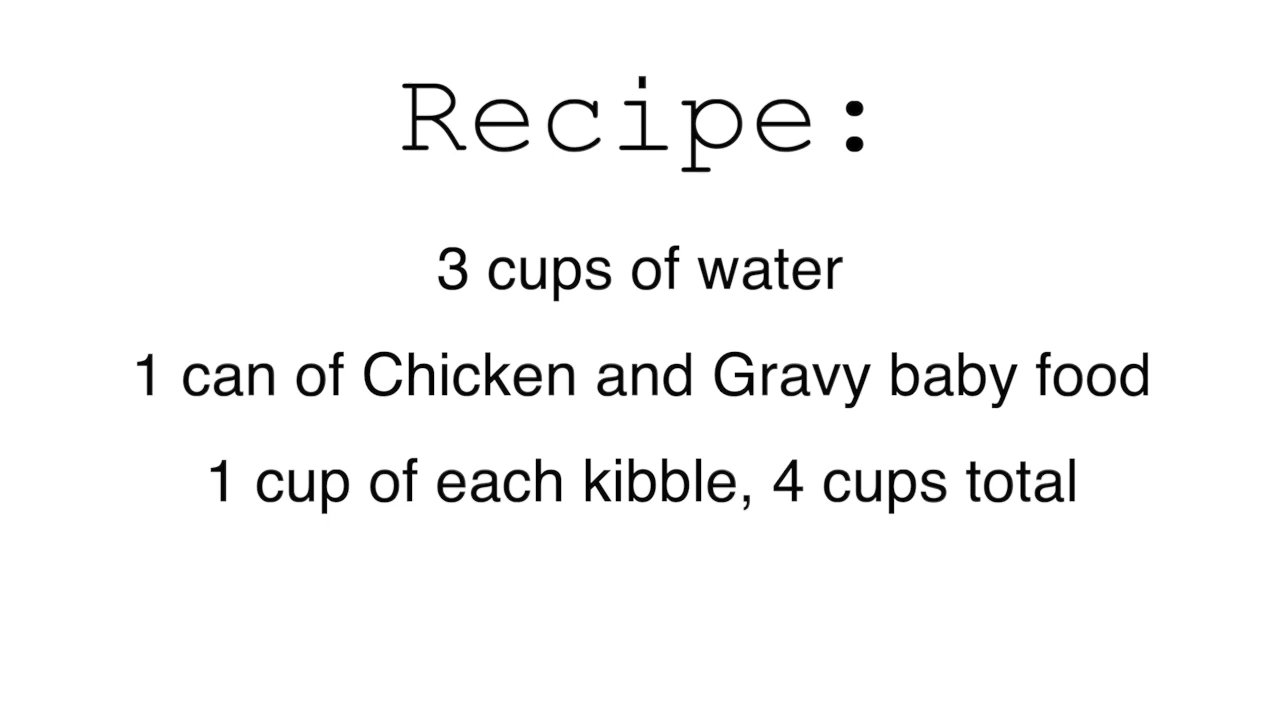 Recipe:
3 cups of water
1 can of Chicken and Gravy baby food
1 cup of each kibble, 4 cups total